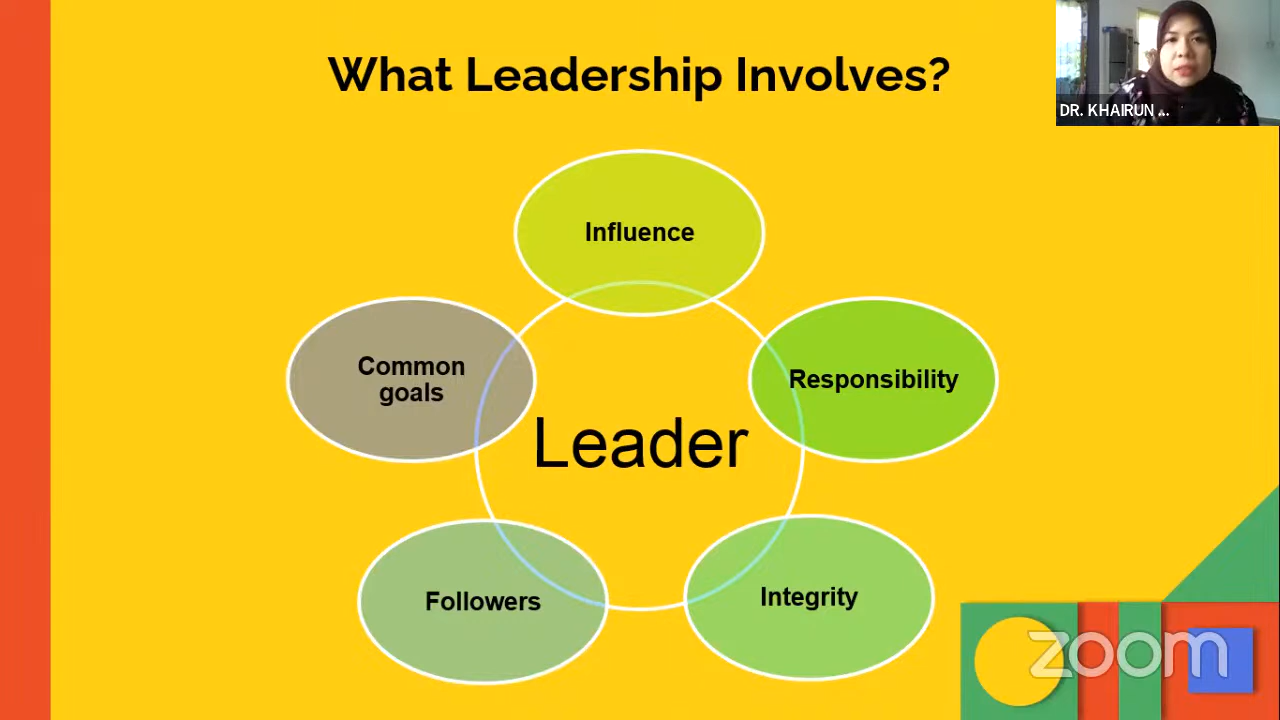 What Leadership Involves?
DR. KHAIRUN ...
Influence
Common
goals
Responsibility
Leader
Followers
Integrity
zoom